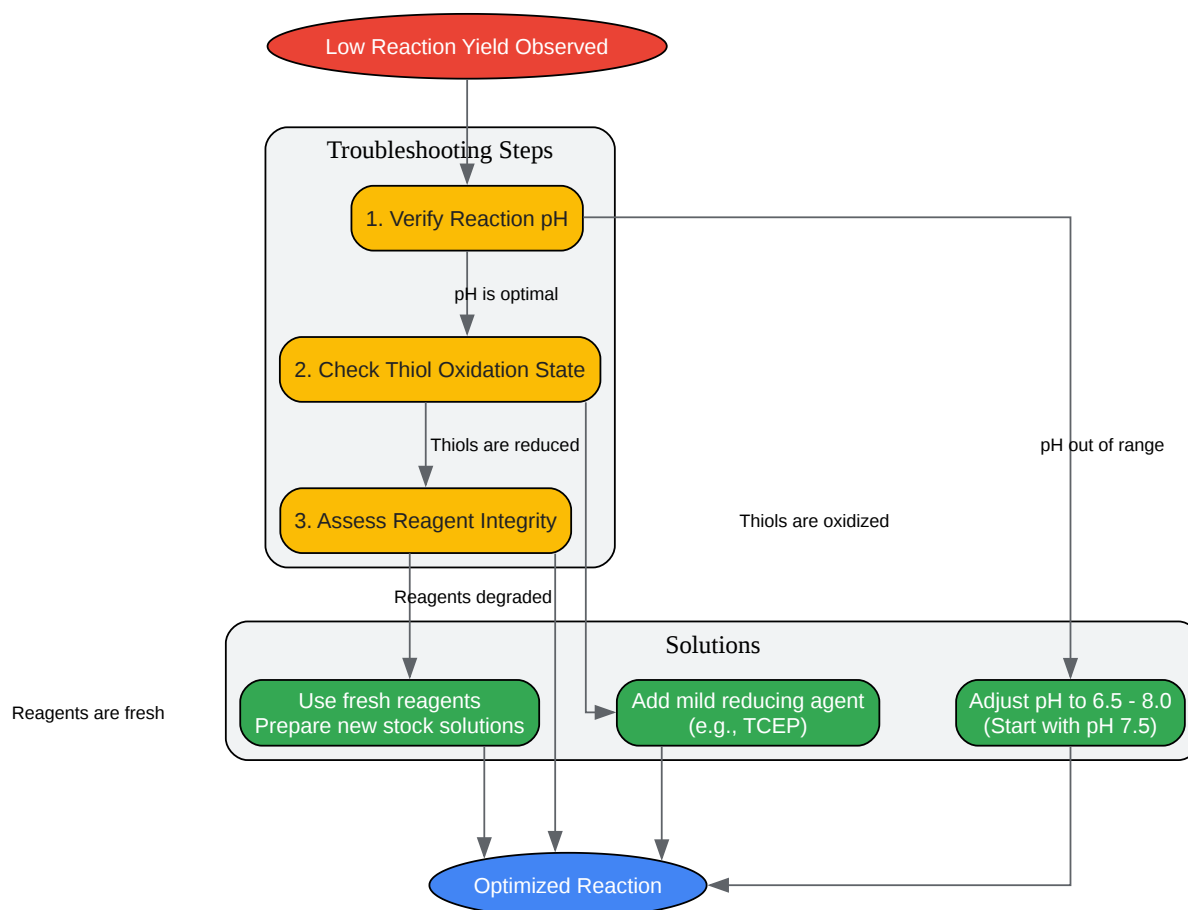 Low Reaction Yield Observed
Troubleshooting Steps
1. Verify Reaction pH
pH is optimal
2. Check Thiol Oxidation State
Thiols are reduced
pH out of range
3. Assess Reagent Integrity
Thiols are oxidized
Reagents degraded
Solutions
Reagents are fresh
Use fresh reagents
Prepare new stock solutions
Add mild reducing agent
(e.g., TCEP)
Adjust pH to 6.5 - 8.0
(Start with pH 7.5)
Optimized Reaction